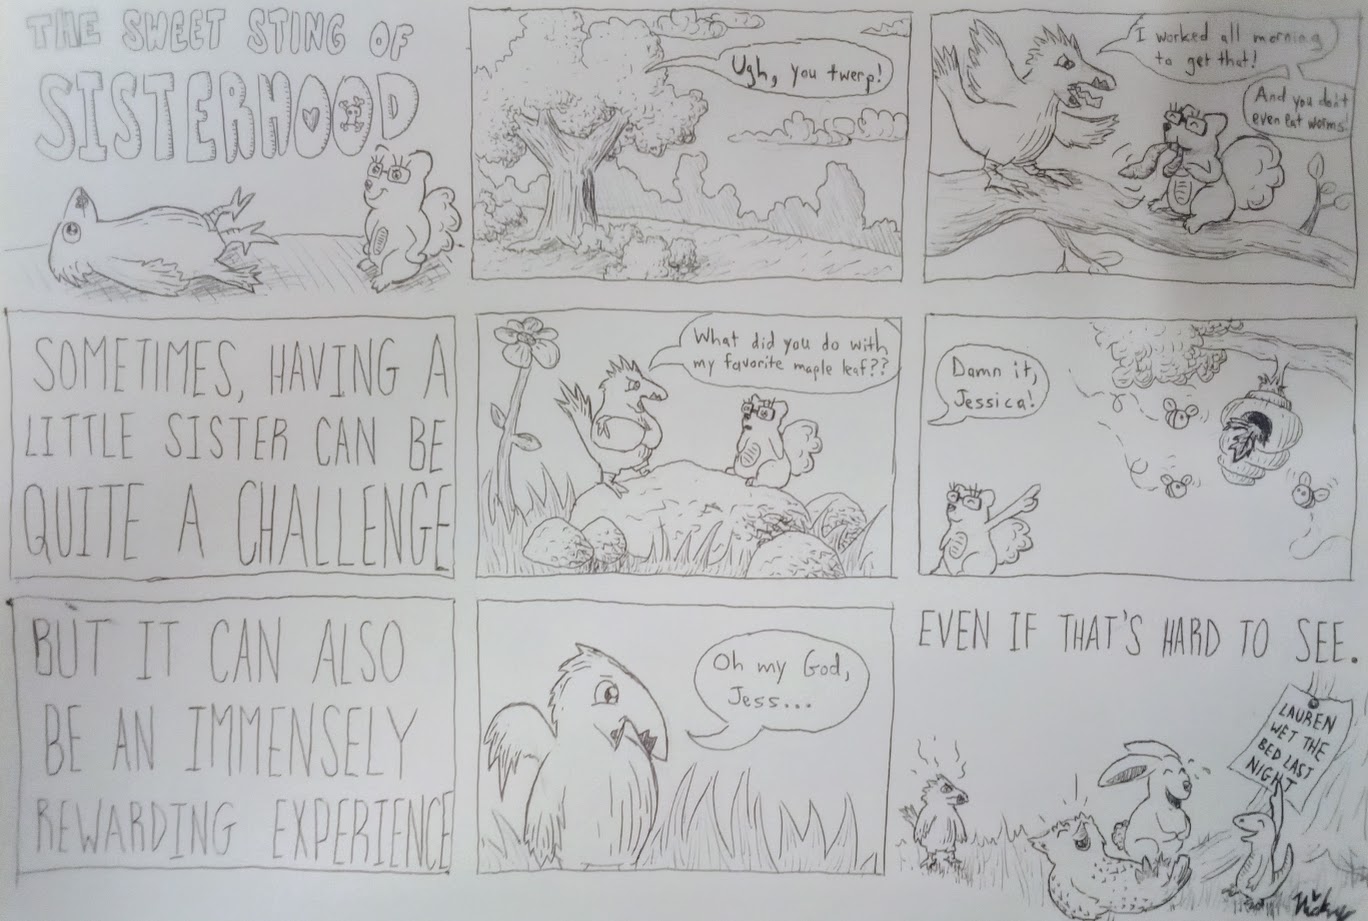 THE SWEET STING OF
SISTERHOOD
Ugh, you twerp!
I worked all morning
to get that!
And you don't
even eat worms!
SOMETIMES, HAVING A
LITTLE SISTER CAN BE
QUITE A CHALLENGE
What did you do with
my favorite maple leaf??
Damn it,
Jessica!
BUT IT CAN ALSO
BE AN IMMENSELY
REWARDING EXPERIENCE
Oh my God,
Jess...
EVEN IF THAT'S HARD TO SEE.
LAUREN
WET THE
BED LAST
NIGHT